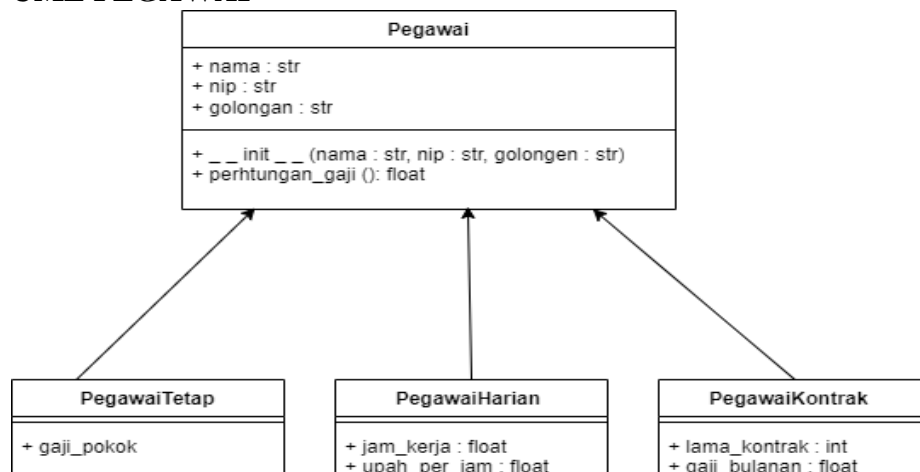 UML PEGAWAI
Pegawai
+ nama : str
+ nip : str
+ golongan : str
+ _ _ init _ _ (nama : str, nip : str, golongen : str)
+ perhtungan_gaji (): float
PegawaiTetap
+ gaji_pokok
PegawaiHarian
+ jam_kerja : float
+ upah_per_jam : float
PegawaiKontrak
+ lama_kontrak : int
+ gaji_bulanan : float